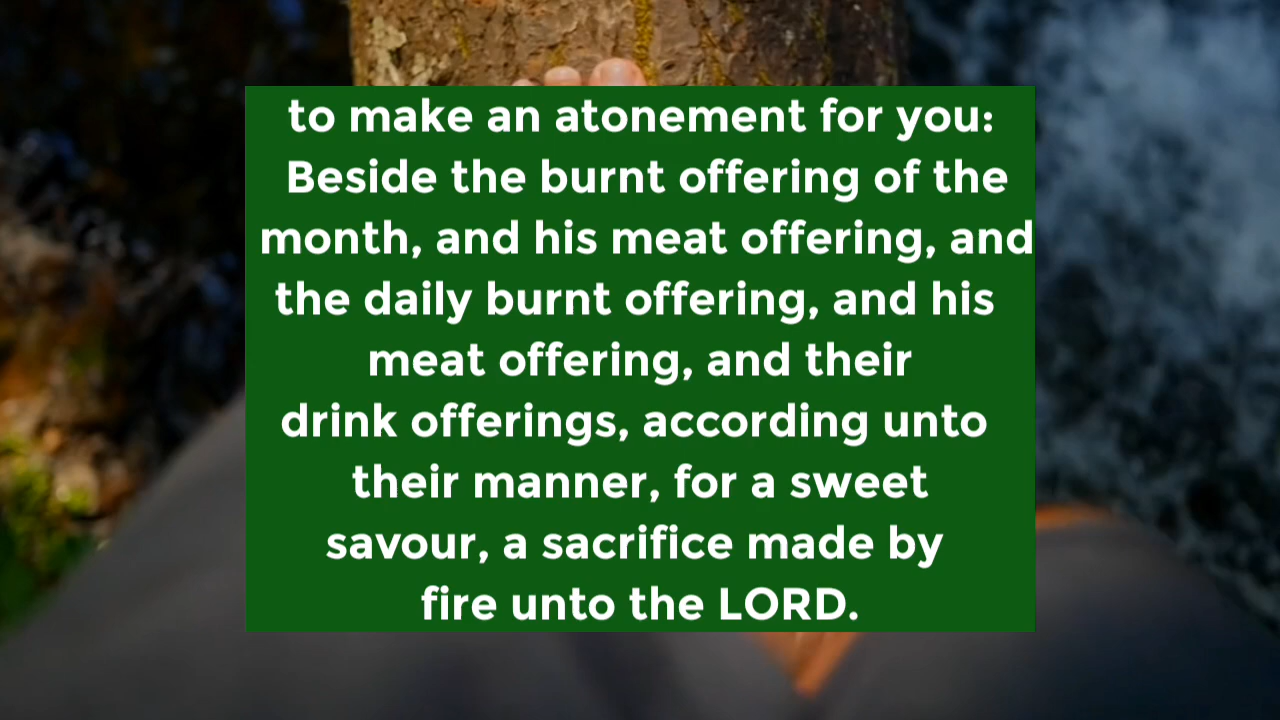 to make an atonement for you:
Beside the burnt offering of the
month, and his meat offering, and
the daily burnt offering, and his
meat offering, and their
drink offerings, according unto
their manner, for a sweet
savour, a sacrifice made by
fire unto the LORD.